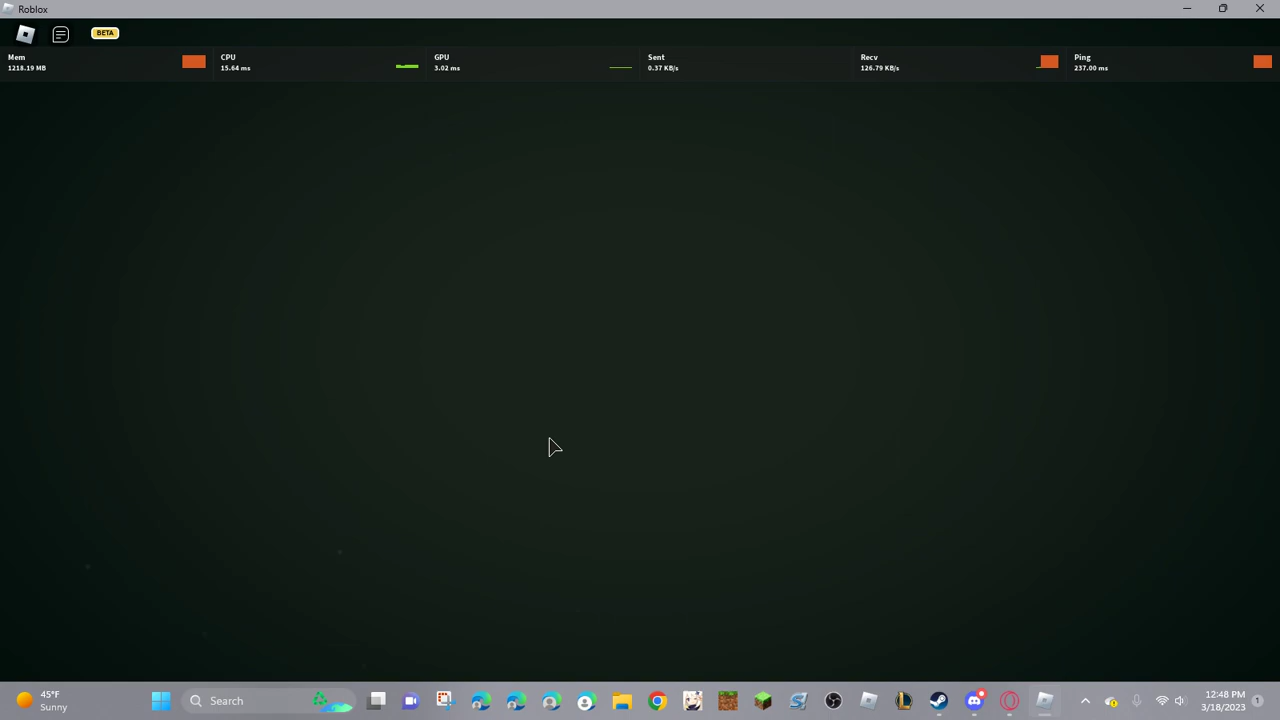 Roblox
BETA
Mem
1218.19 MB
CPU
15.64 ms
GPU
3.02 ms
Sent
0.37 KB/s
Recv
126.79 KB/s
Ping
237.00 ms
45°F
Sunny
Search
12:48 PM
3/18/2023
1